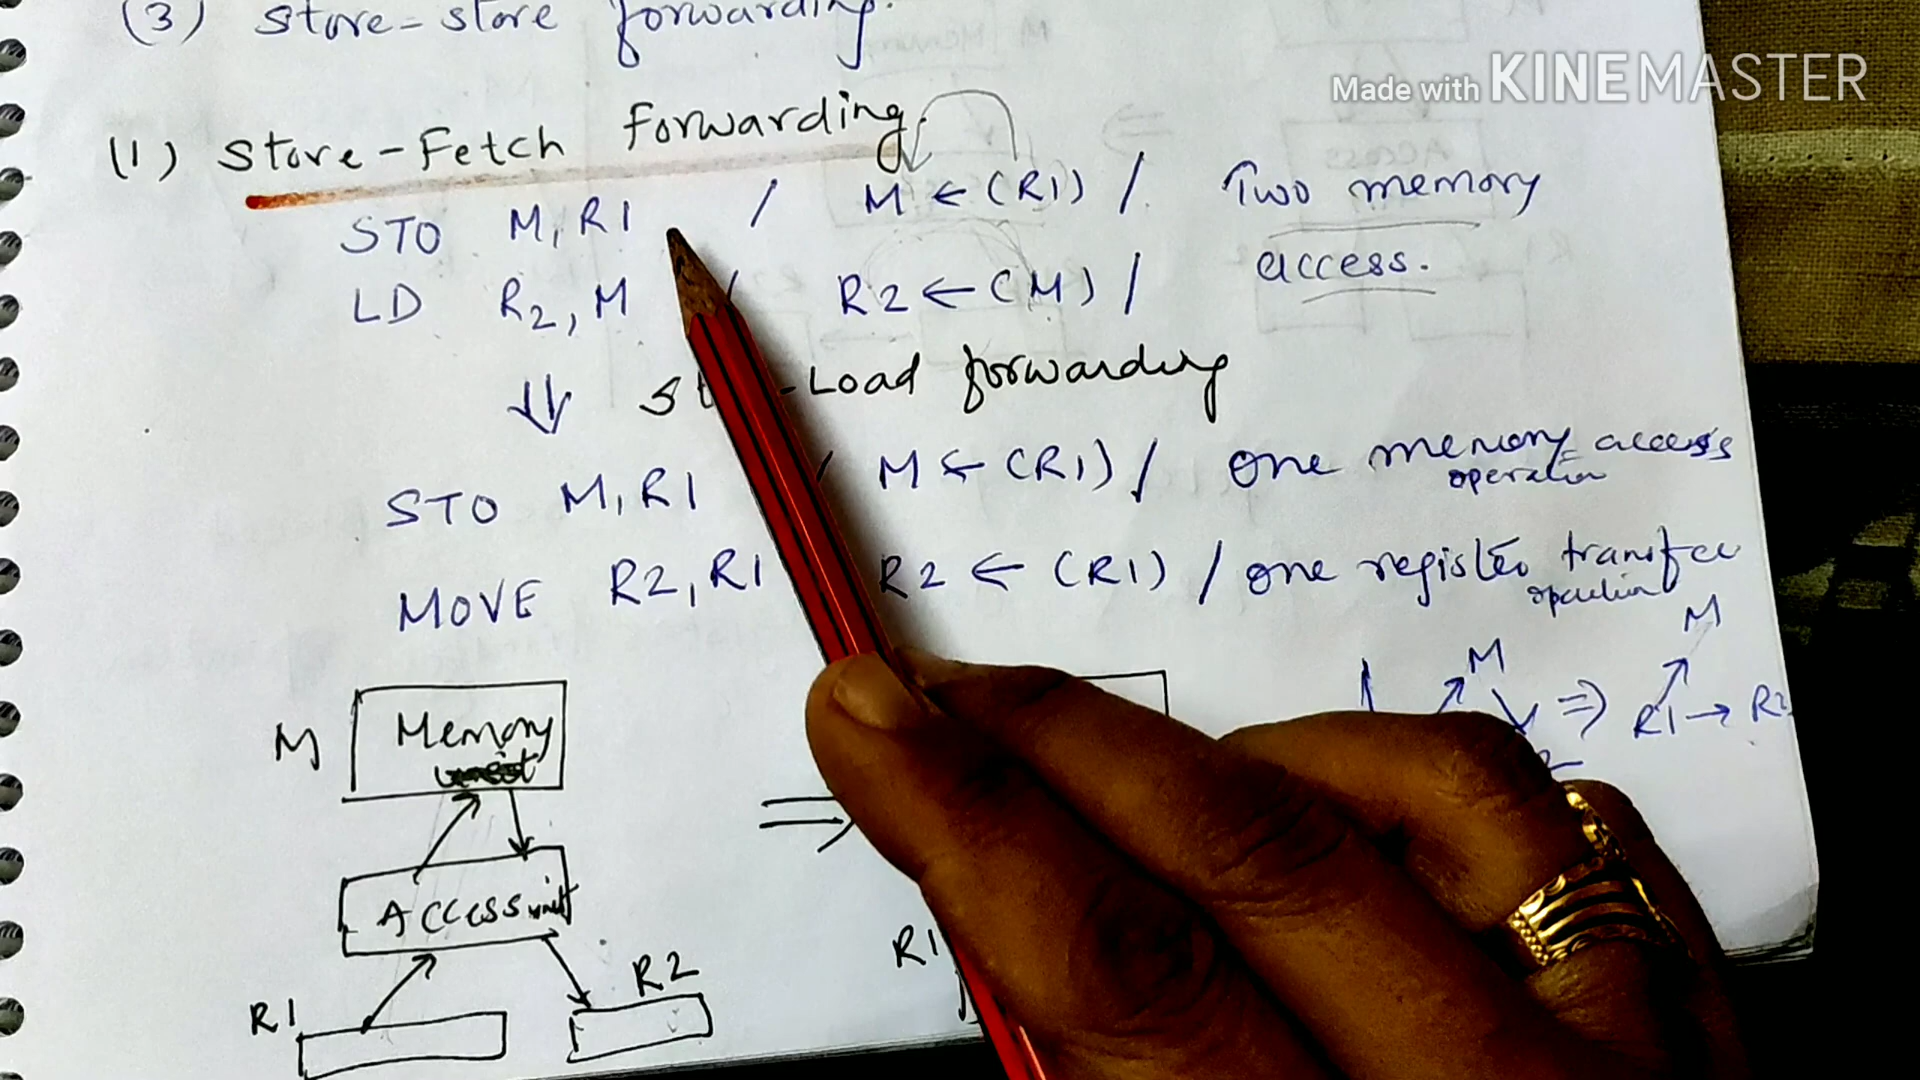 (3) Store-store forwarding.
Made with KINEMASTER
(1) Store-Fetch forwarding.
STO M, R1 / M ← (R1) / Two memory
LD R2, M / R2 ← (M) / access.
⇓ -Load forwarding
STO M, R1 / M ← (R1) / one memory access
operation
MOVE R2, R1 R2 ← (R1) / one register transfer
operation
M
M
⇒ R1 → R2
M Memory
unit
⇒
Access unit
R1
R2
R1